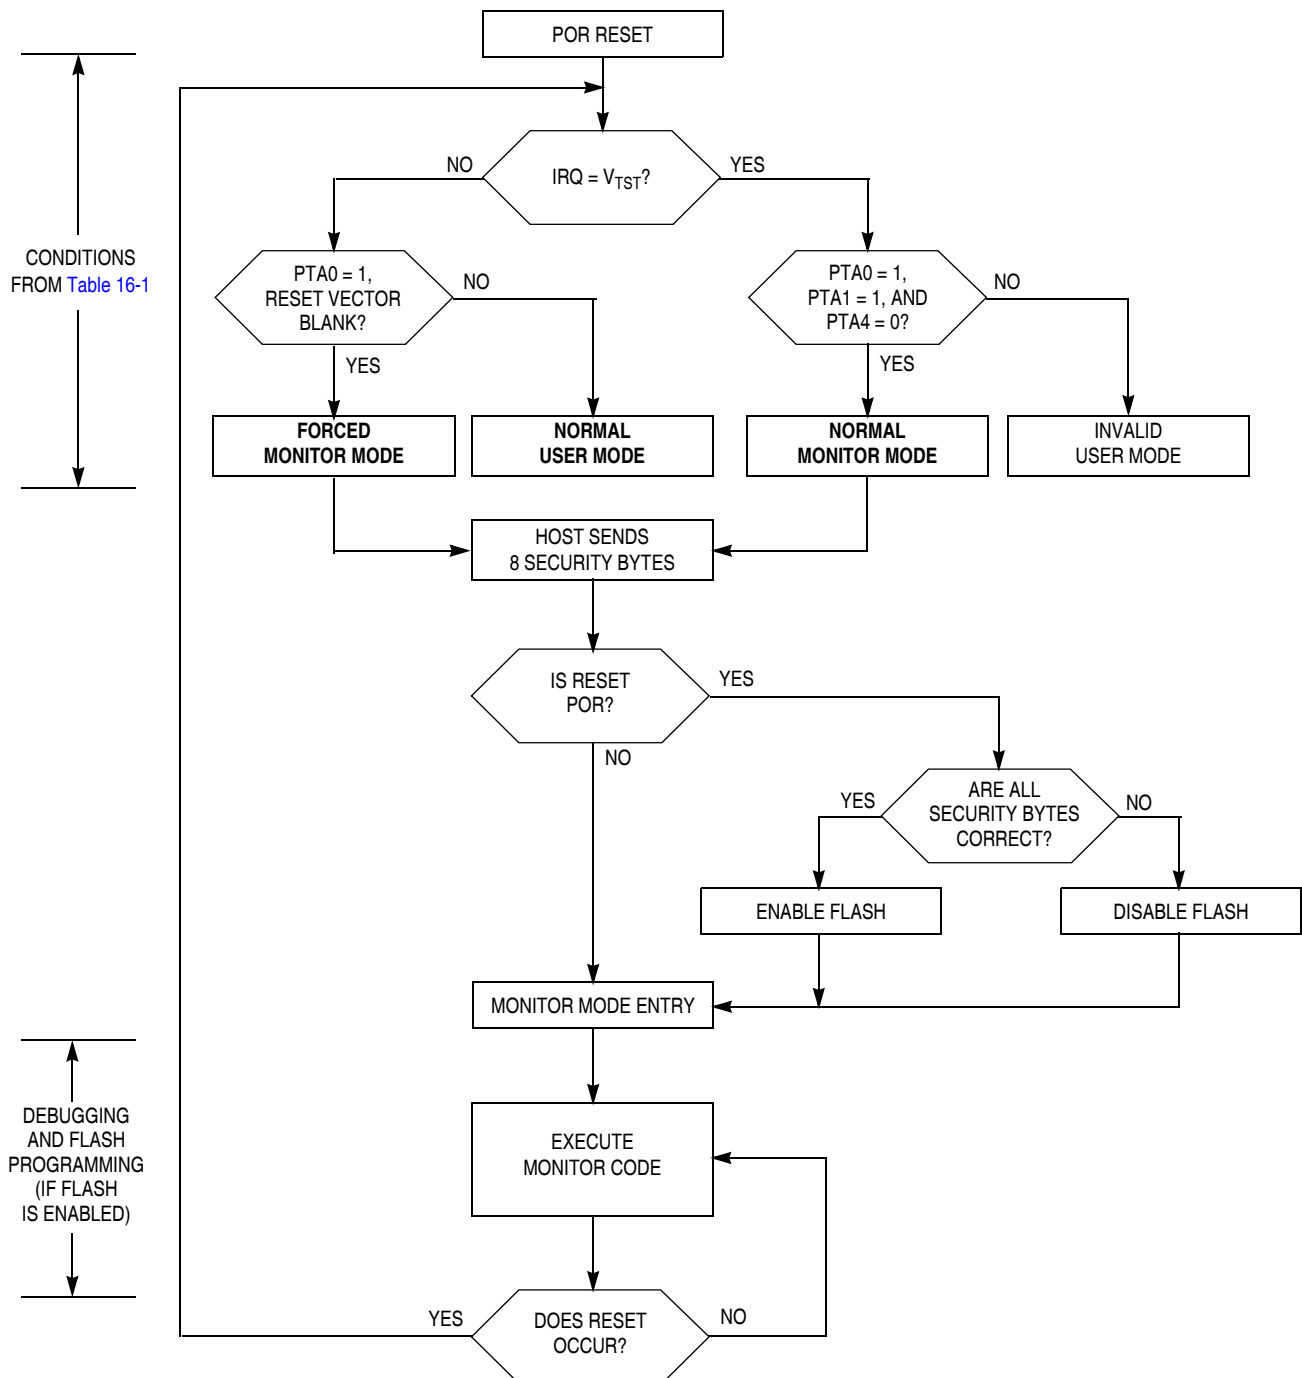 POR RESET
NO
IRQ = VTST?
YES
CONDITIONS
FROM Table 16-1
PTA0 = 1,
RESET VECTOR
BLANK?
NO
YES
PTA0 = 1,
PTA1 = 1, AND
PTA4 = 0?
NO
YES
FORCED
MONITOR MODE
NORMAL
USER MODE
NORMAL
MONITOR MODE
INVALID
USER MODE
HOST SENDS
8 SECURITY BYTES
IS RESET
POR?
YES
NO
YES
ARE ALL
SECURITY BYTES
CORRECT?
NO
ENABLE FLASH
DISABLE FLASH
MONITOR MODE ENTRY
DEBUGGING
AND FLASH
PROGRAMMING
(IF FLASH
IS ENABLED)
EXECUTE
MONITOR CODE
YES
DOES RESET
OCCUR?
NO